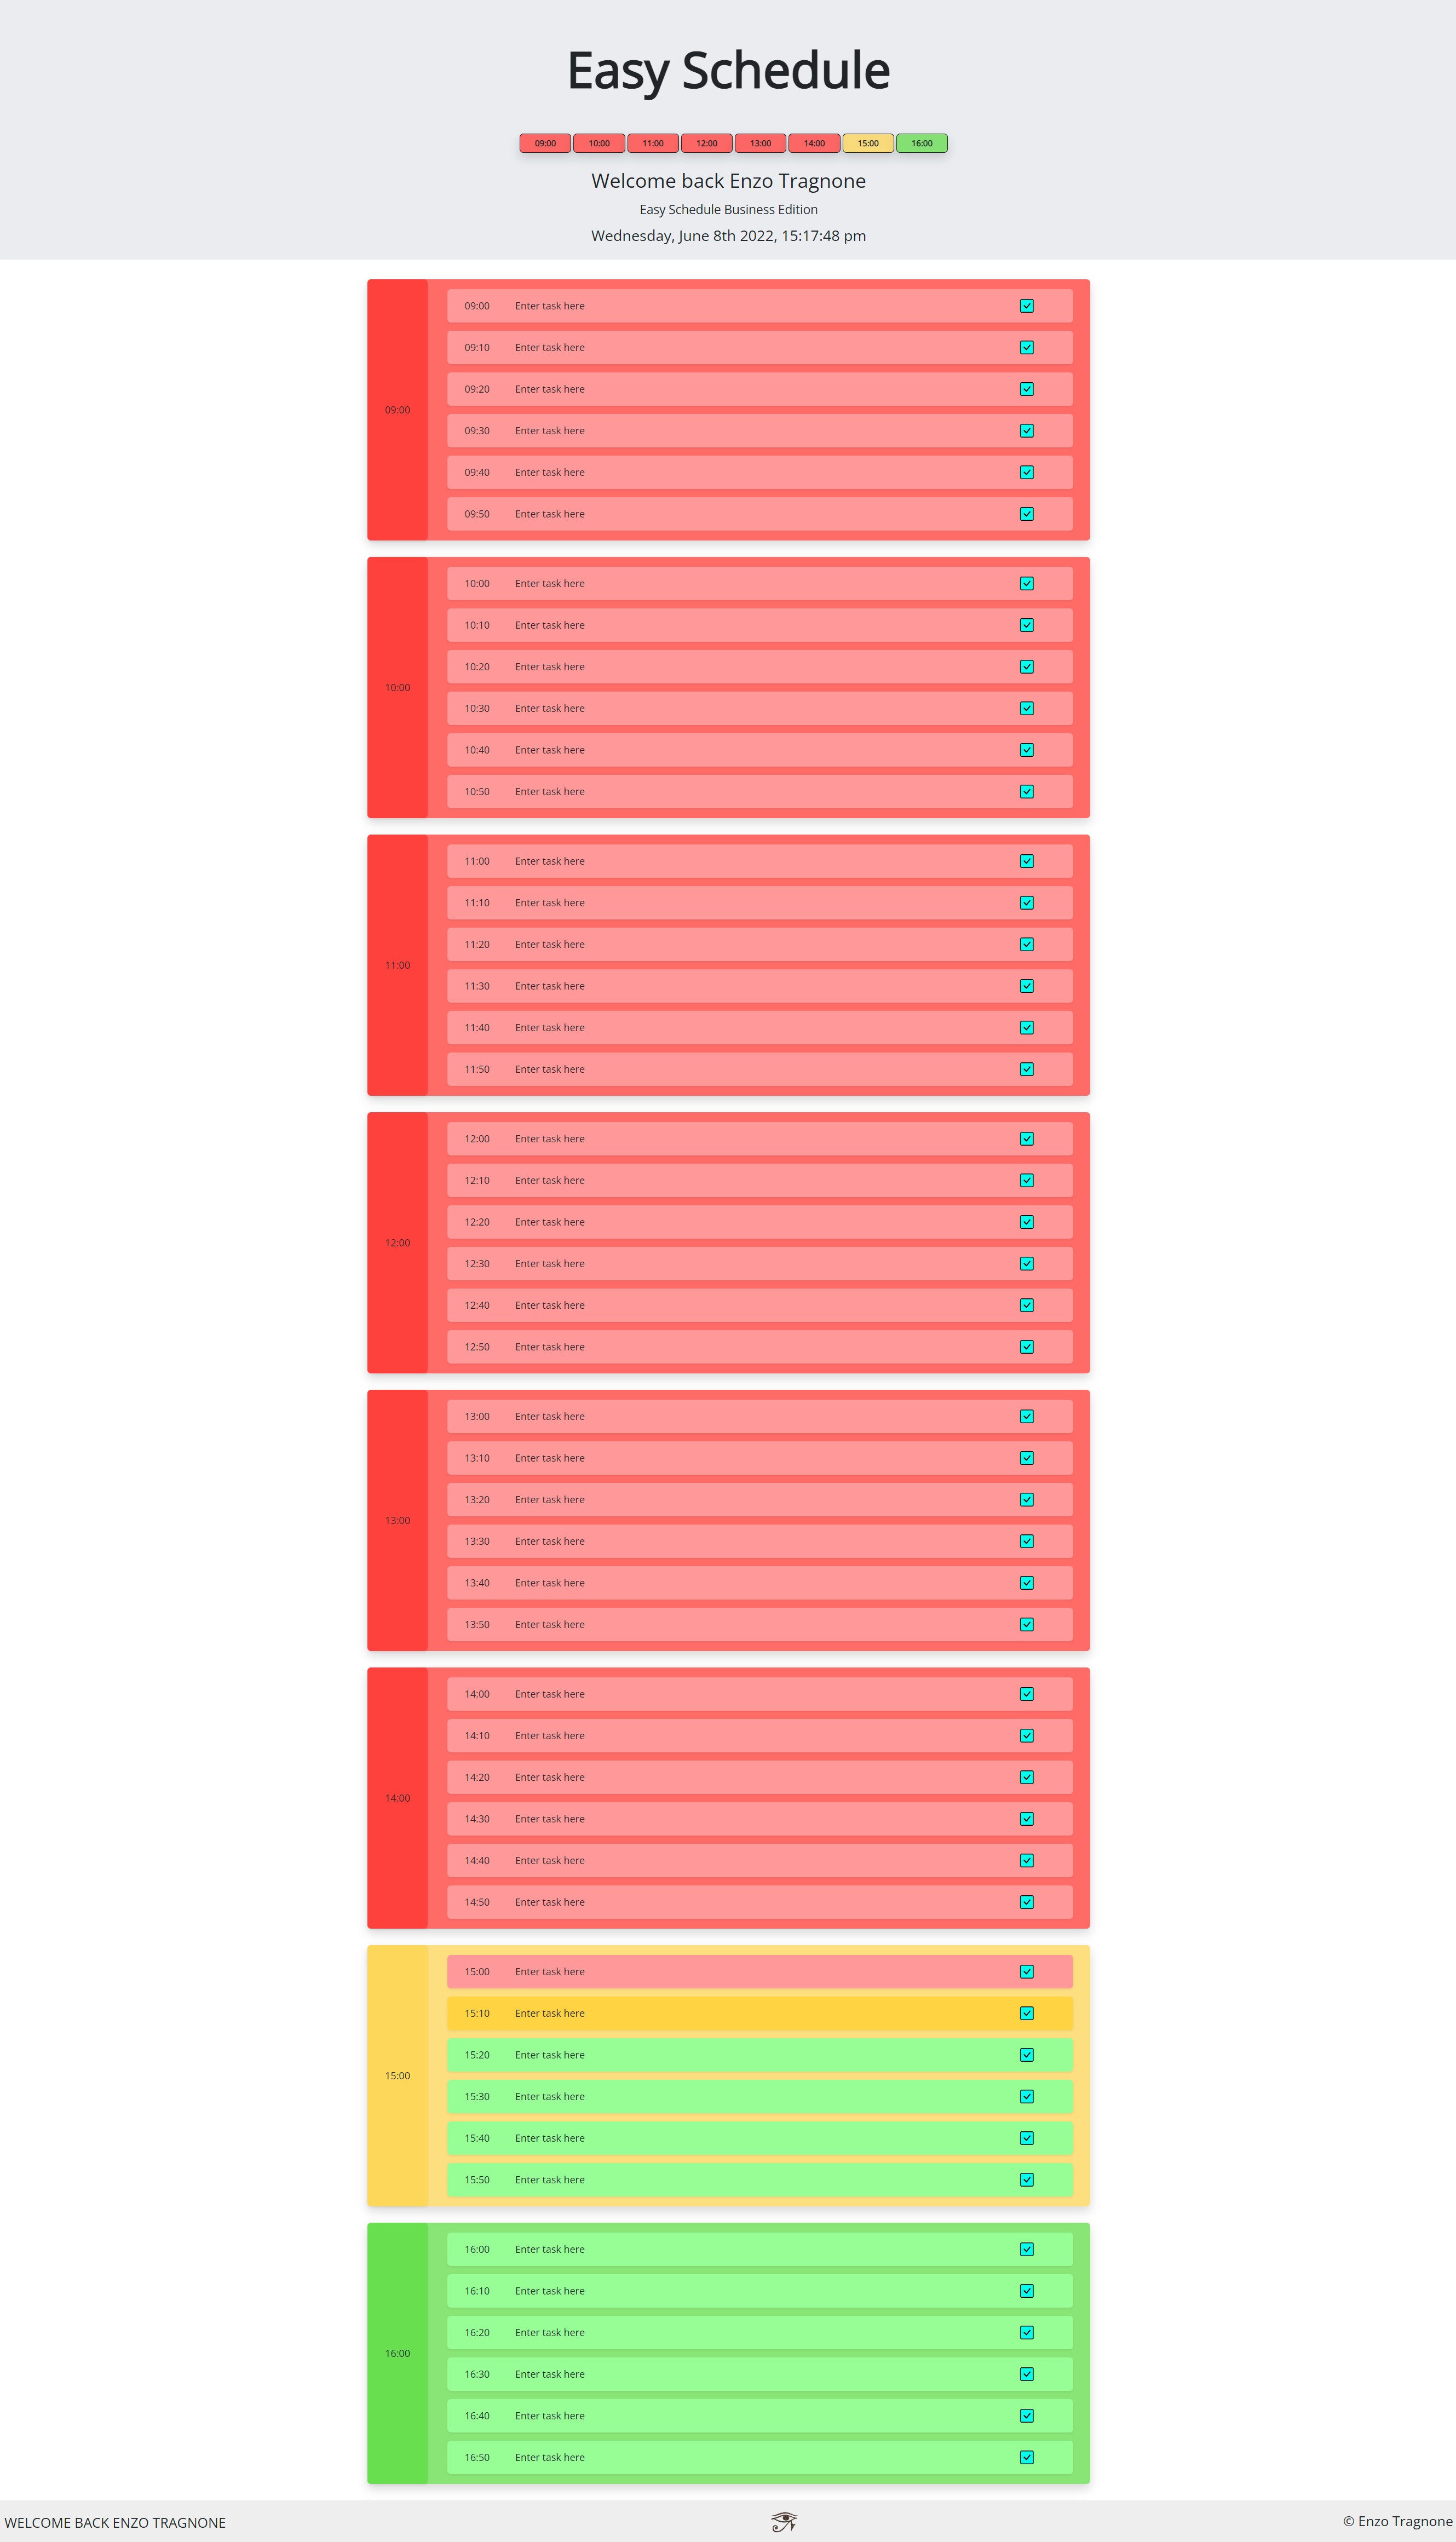 Easy Schedule
09:00 10:00 11:00 12:00 13:00 14:00 15:00 16:00
Welcome back Enzo Tragnone
Easy Schedule Business Edition
Wednesday, June 8th 2022, 15:17:48 pm
09:00
09:00 Enter task here
09:10 Enter task here
09:20 Enter task here
09:30 Enter task here
09:40 Enter task here
09:50 Enter task here
10:00
10:00 Enter task here
10:10 Enter task here
10:20 Enter task here
10:30 Enter task here
10:40 Enter task here
10:50 Enter task here
11:00
11:00 Enter task here
11:10 Enter task here
11:20 Enter task here
11:30 Enter task here
11:40 Enter task here
11:50 Enter task here
12:00
12:00 Enter task here
12:10 Enter task here
12:20 Enter task here
12:30 Enter task here
12:40 Enter task here
12:50 Enter task here
13:00
13:00 Enter task here
13:10 Enter task here
13:20 Enter task here
13:30 Enter task here
13:40 Enter task here
13:50 Enter task here
14:00
14:00 Enter task here
14:10 Enter task here
14:20 Enter task here
14:30 Enter task here
14:40 Enter task here
14:50 Enter task here
15:00
15:00 Enter task here
15:10 Enter task here
15:20 Enter task here
15:30 Enter task here
15:40 Enter task here
15:50 Enter task here
16:00
16:00 Enter task here
16:10 Enter task here
16:20 Enter task here
16:30 Enter task here
16:40 Enter task here
16:50 Enter task here
WELCOME BACK ENZO TRAGNONE
© Enzo Tragnone